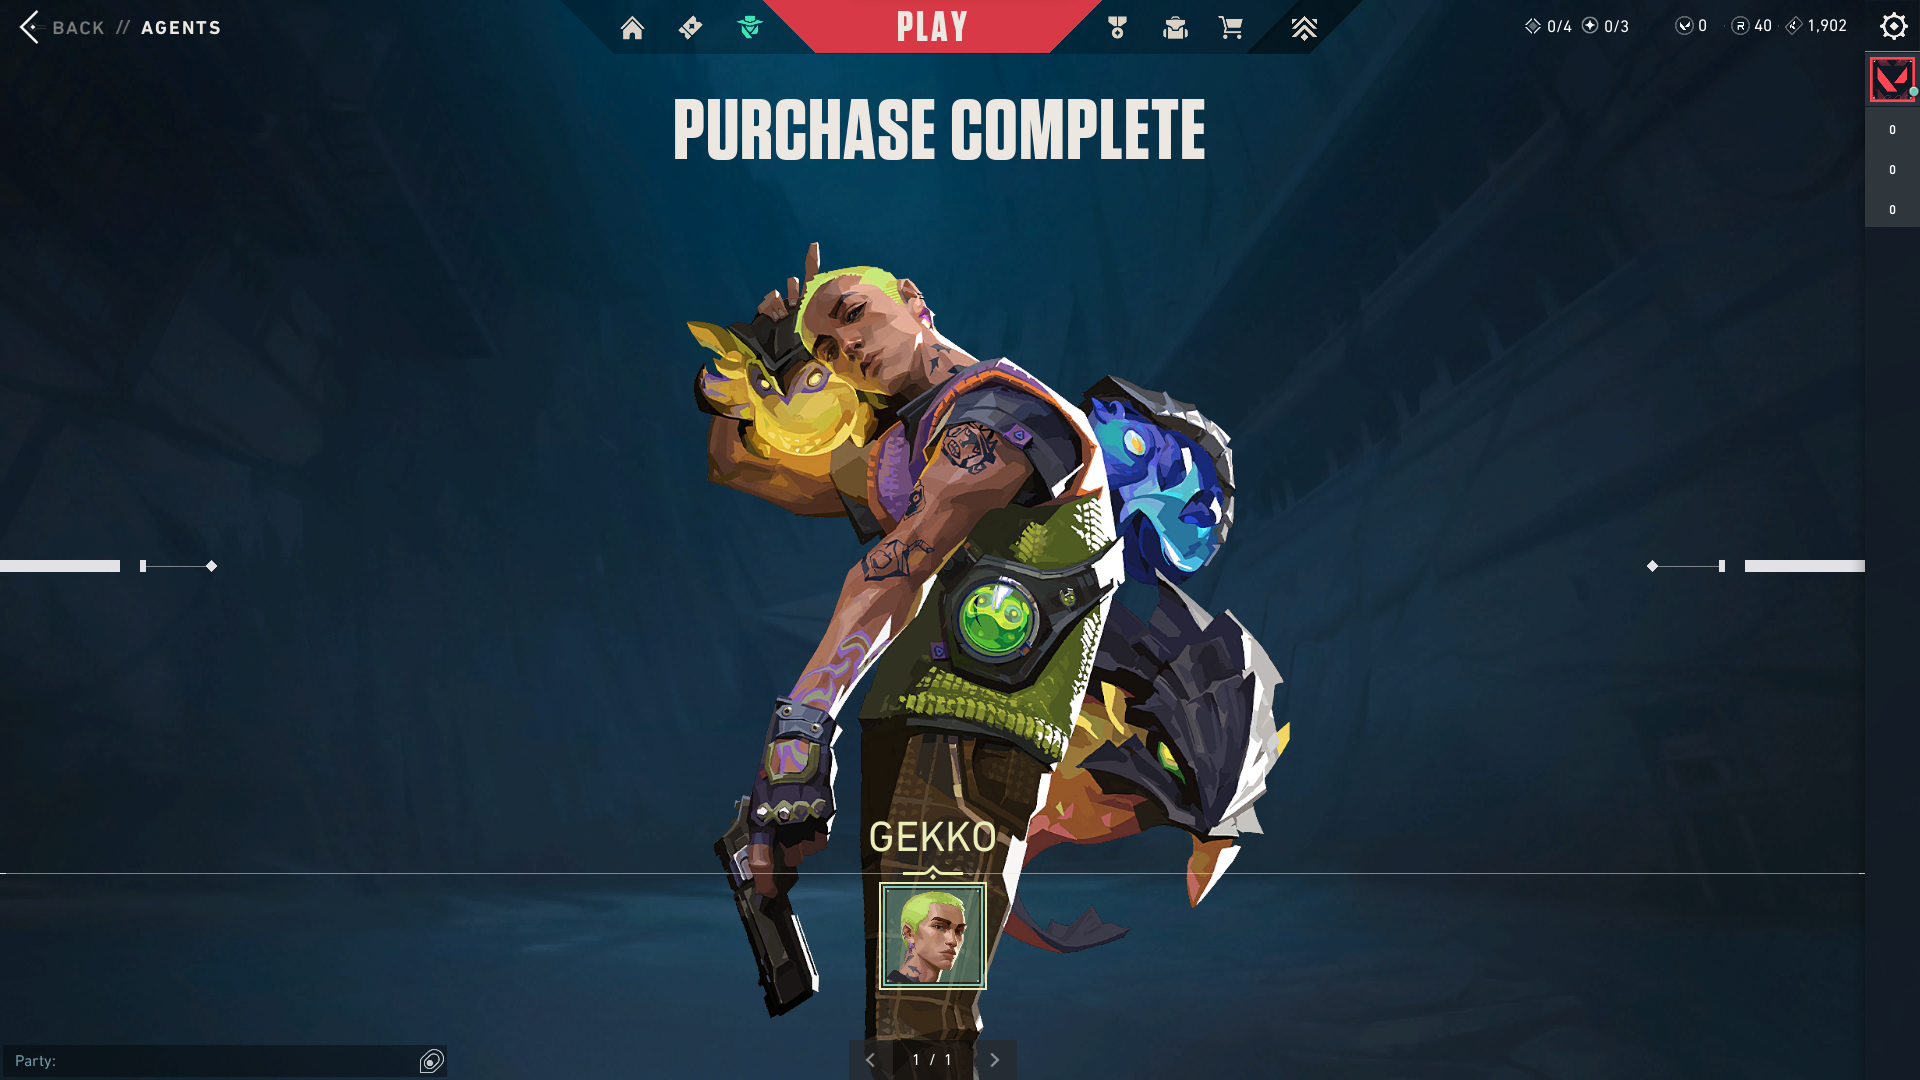 BACK // AGENTS
PLAY
0/4 0/3 0 40 1,902
PURCHASE COMPLETE
0
0
0
GEKKO
Party:
1 / 1